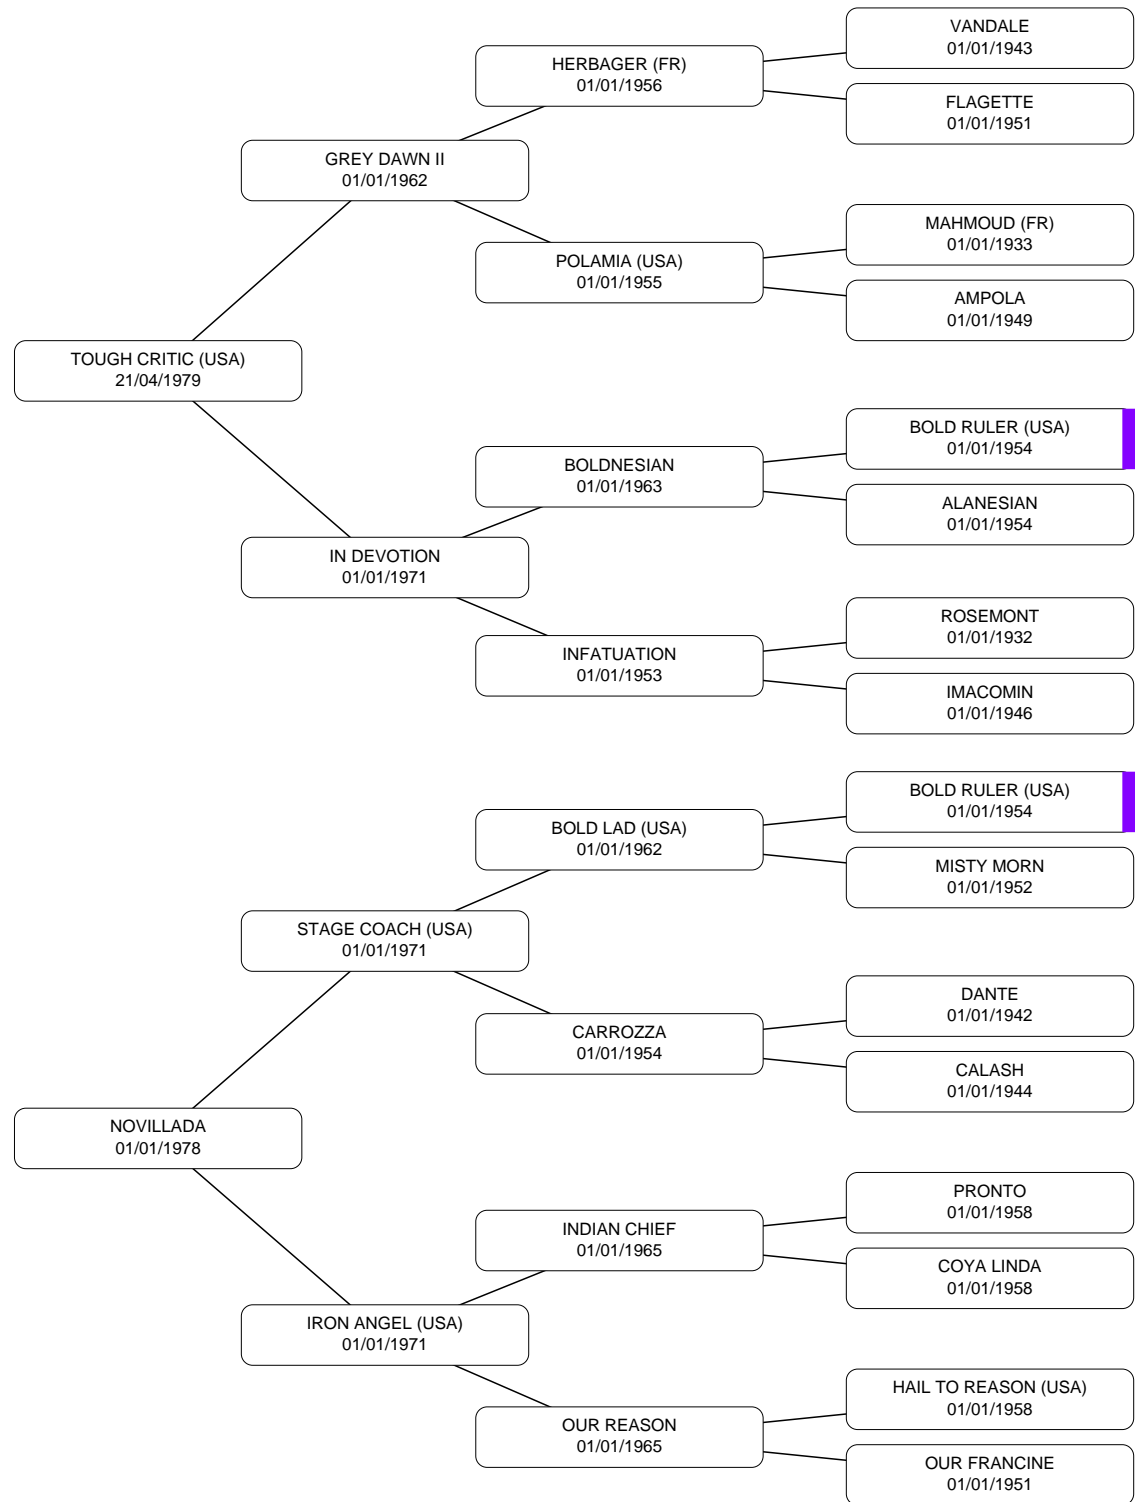 VANDALE
01/01/1943
HERBAGER (FR)
01/01/1956
FLAGETTE
01/01/1951
GREY DAWN II
01/01/1962
MAHMOUD (FR)
01/01/1933
POLAMIA (USA)
01/01/1955
AMPOLA
01/01/1949
TOUGH CRITIC (USA)
21/04/1979
BOLD RULER (USA)
01/01/1954
BOLDNESIAN
01/01/1963
ALANESIAN
01/01/1954
IN DEVOTION
01/01/1971
ROSEMONT
01/01/1932
INFATUATION
01/01/1953
IMACOMIN
01/01/1946
BOLD RULER (USA)
01/01/1954
BOLD LAD (USA)
01/01/1962
MISTY MORN
01/01/1952
STAGE COACH (USA)
01/01/1971
DANTE
01/01/1942
CARROZZA
01/01/1954
CALASH
01/01/1944
NOVILLADA
01/01/1978
PRONTO
01/01/1958
INDIAN CHIEF
01/01/1965
COYA LINDA
01/01/1958
IRON ANGEL (USA)
01/01/1971
HAIL TO REASON (USA)
01/01/1958
OUR REASON
01/01/1965
OUR FRANCINE
01/01/1951